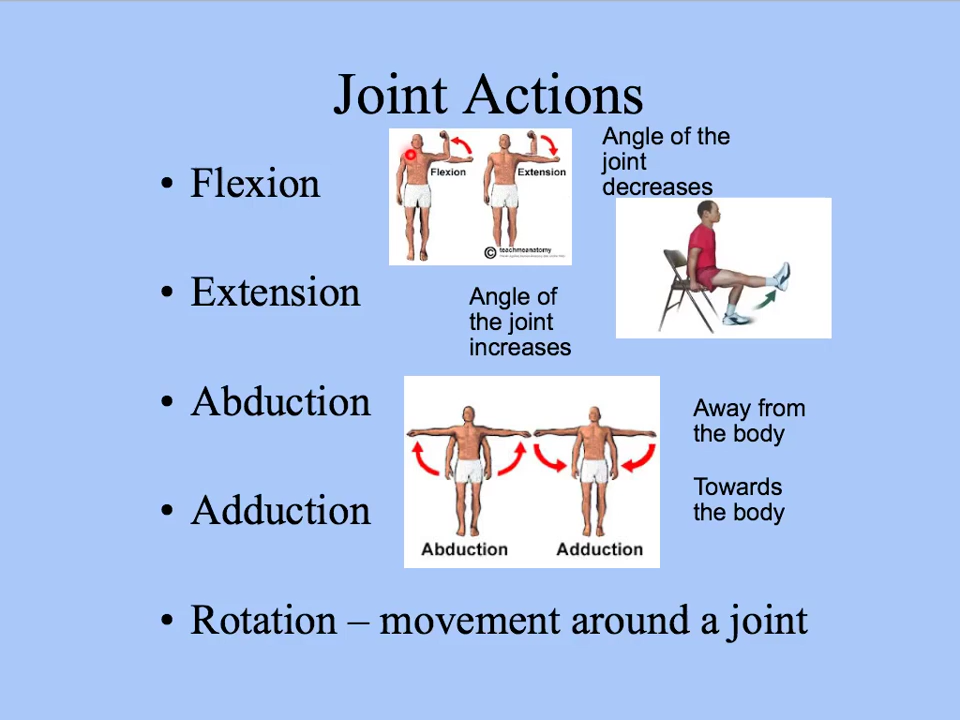 Joint Actions
• Flexion
Flexion
Extension
© teachmeanatomy
Angle of the
joint
decreases
• Extension
Angle of
the joint
increases
• Abduction
Away from
the body
• Adduction
Towards
the body
Abduction
Adduction
• Rotation – movement around a joint